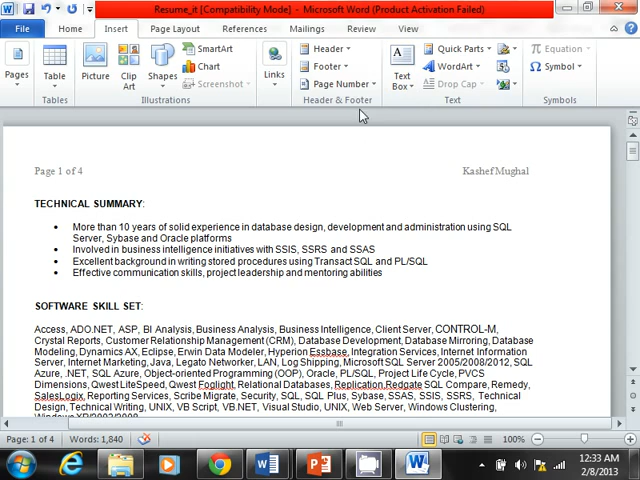 Resume_it [Compatibility Mode] - Microsoft Word (Product Activation Failed)
File Home Insert Page Layout References Mailings Review View
Pages Table Picture Clip Art Shapes SmartArt Chart Screenshot Links Header Footer Page Number Text Box Quick Parts WordArt Drop Cap Equation Symbol
Tables Illustrations Header & Footer Text Symbols
Page 1 of 4 Kashef Mughal
TECHNICAL SUMMARY:
• More than 10 years of solid experience in database design, development and administration using SQL
Server, Sybase and Oracle platforms
• Involved in business intelligence initiatives with SSIS, SSRS and SSAS
• Excellent background in writing stored procedures using Transact SQL and PL/SQL
• Effective communication skills, project leadership and mentoring abilities
SOFTWARE SKILL SET:
Access, ADO.NET, ASP, BI Analysis, Business Analysis, Business Intelligence, Client Server, CONTROL-M,
Crystal Reports, Customer Relationship Management (CRM), Database Development, Database Mirroring, Database
Modeling, Dynamics AX, Eclipse, Erwin Data Modeler, Hyperion Essbase, Integration Services, Internet Information
Server, Internet Marketing, Java, Legato Networker, LAN, Log Shipping, Microsoft SQL Server 2005/2008/2012, SQL
Azure, .NET, SQL Azure, Object-oriented Programming (OOP), Oracle, PL/SQL, Project Life Cycle, PVCS
Dimensions, Qwest LiteSpeed, Qwest Foglight, Relational Databases, Replication,Redgate SQL Compare, Remedy,
SalesLogix, Reporting Services, Scribe Migrate, Security, SQL, SQL Plus, Sybase, SSAS, SSIS, SSRS, Testing,
Technical Design, Technical Writing, UNIX, VB Script, VB.NET, Visual Studio, UNIX, Web Server, Windows Clustering,
Page: 1 of 4 Words: 1,840 100%
12:33 AM
2/8/2013